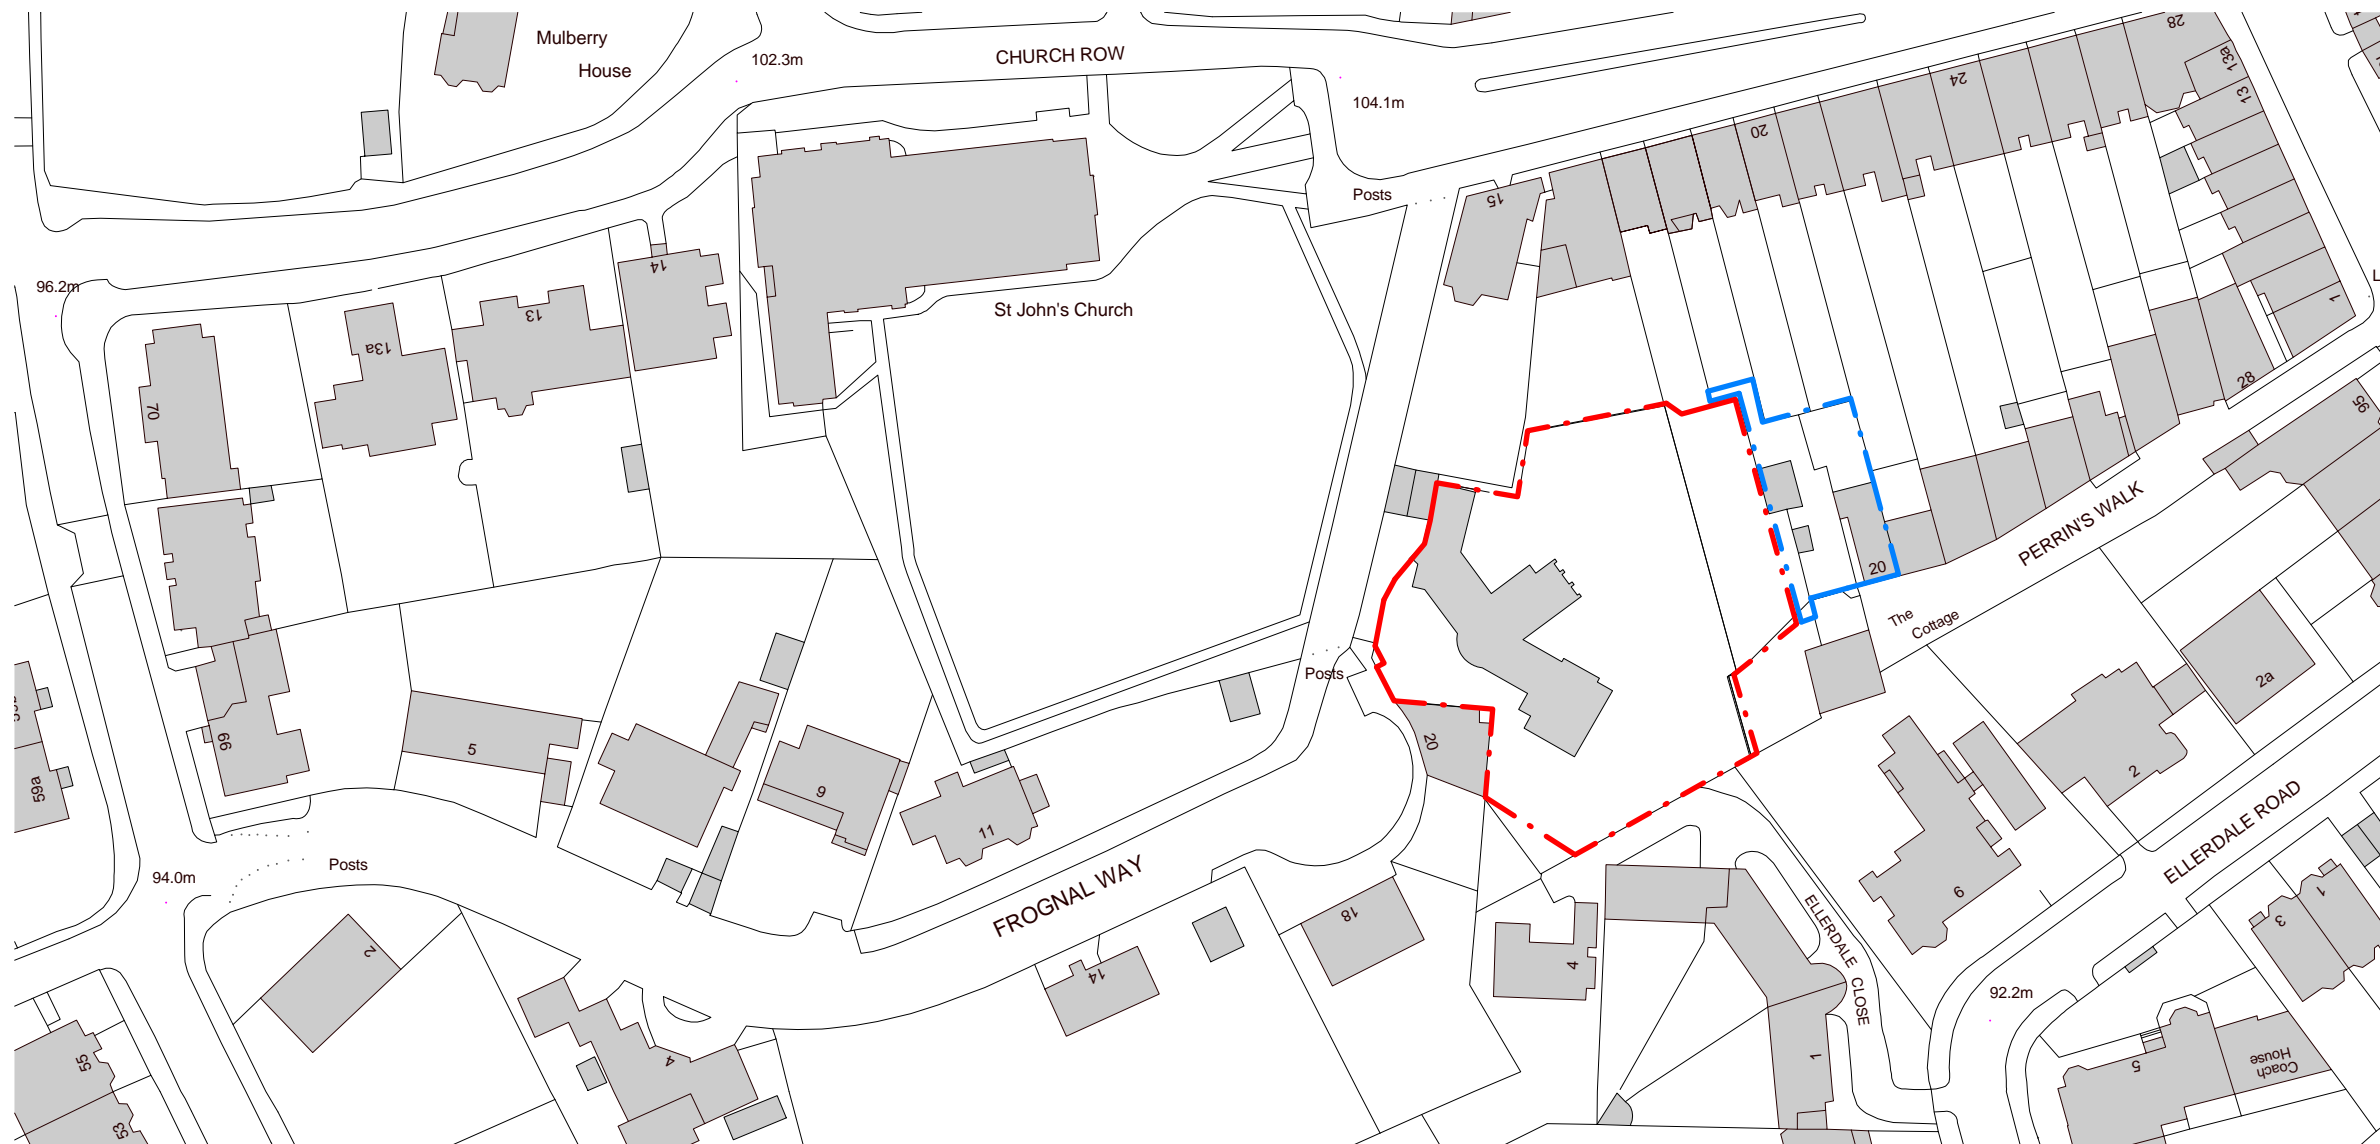 Mulberry
House
102.3m
CHURCH ROW
104.1m
28
13a
13
24
20
Posts
15
14
96.2m
13
13a
70
St John's Church
1
28
95
PERRIN'S WALK
20
The
Cottage
Posts
20
2a
2
66
5
9
11
59a
FROGNAL WAY
ELLERDALE ROAD
Posts
94.0m
2
18
14
4
4
ELLERDALE CLOSE
6
1
3
92.2m
1
5
Coach
House
55
53